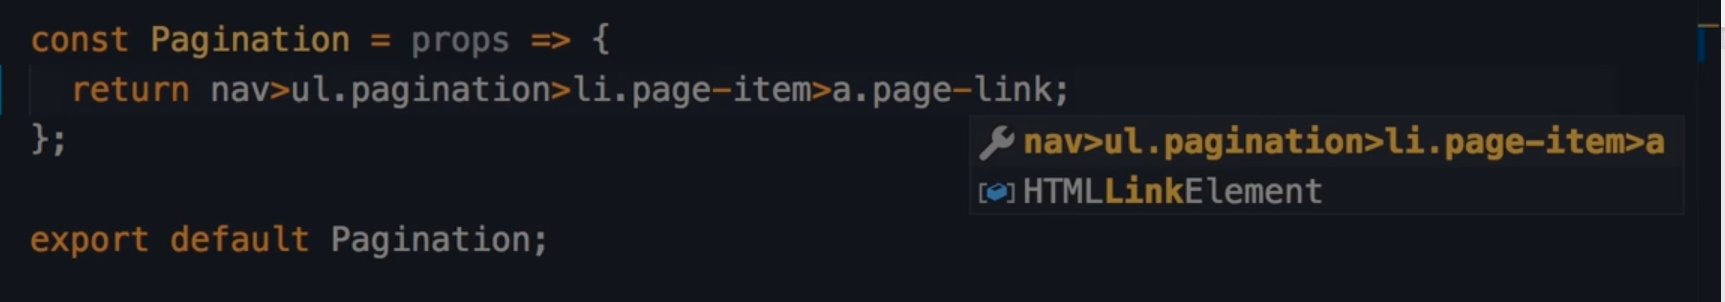 const Pagination = props => {
return nav>ul.pagination>li.page-item>a.page-link;
};
nav>ul.pagination>li.page-item>a
HTMLLinkElement
export default Pagination;